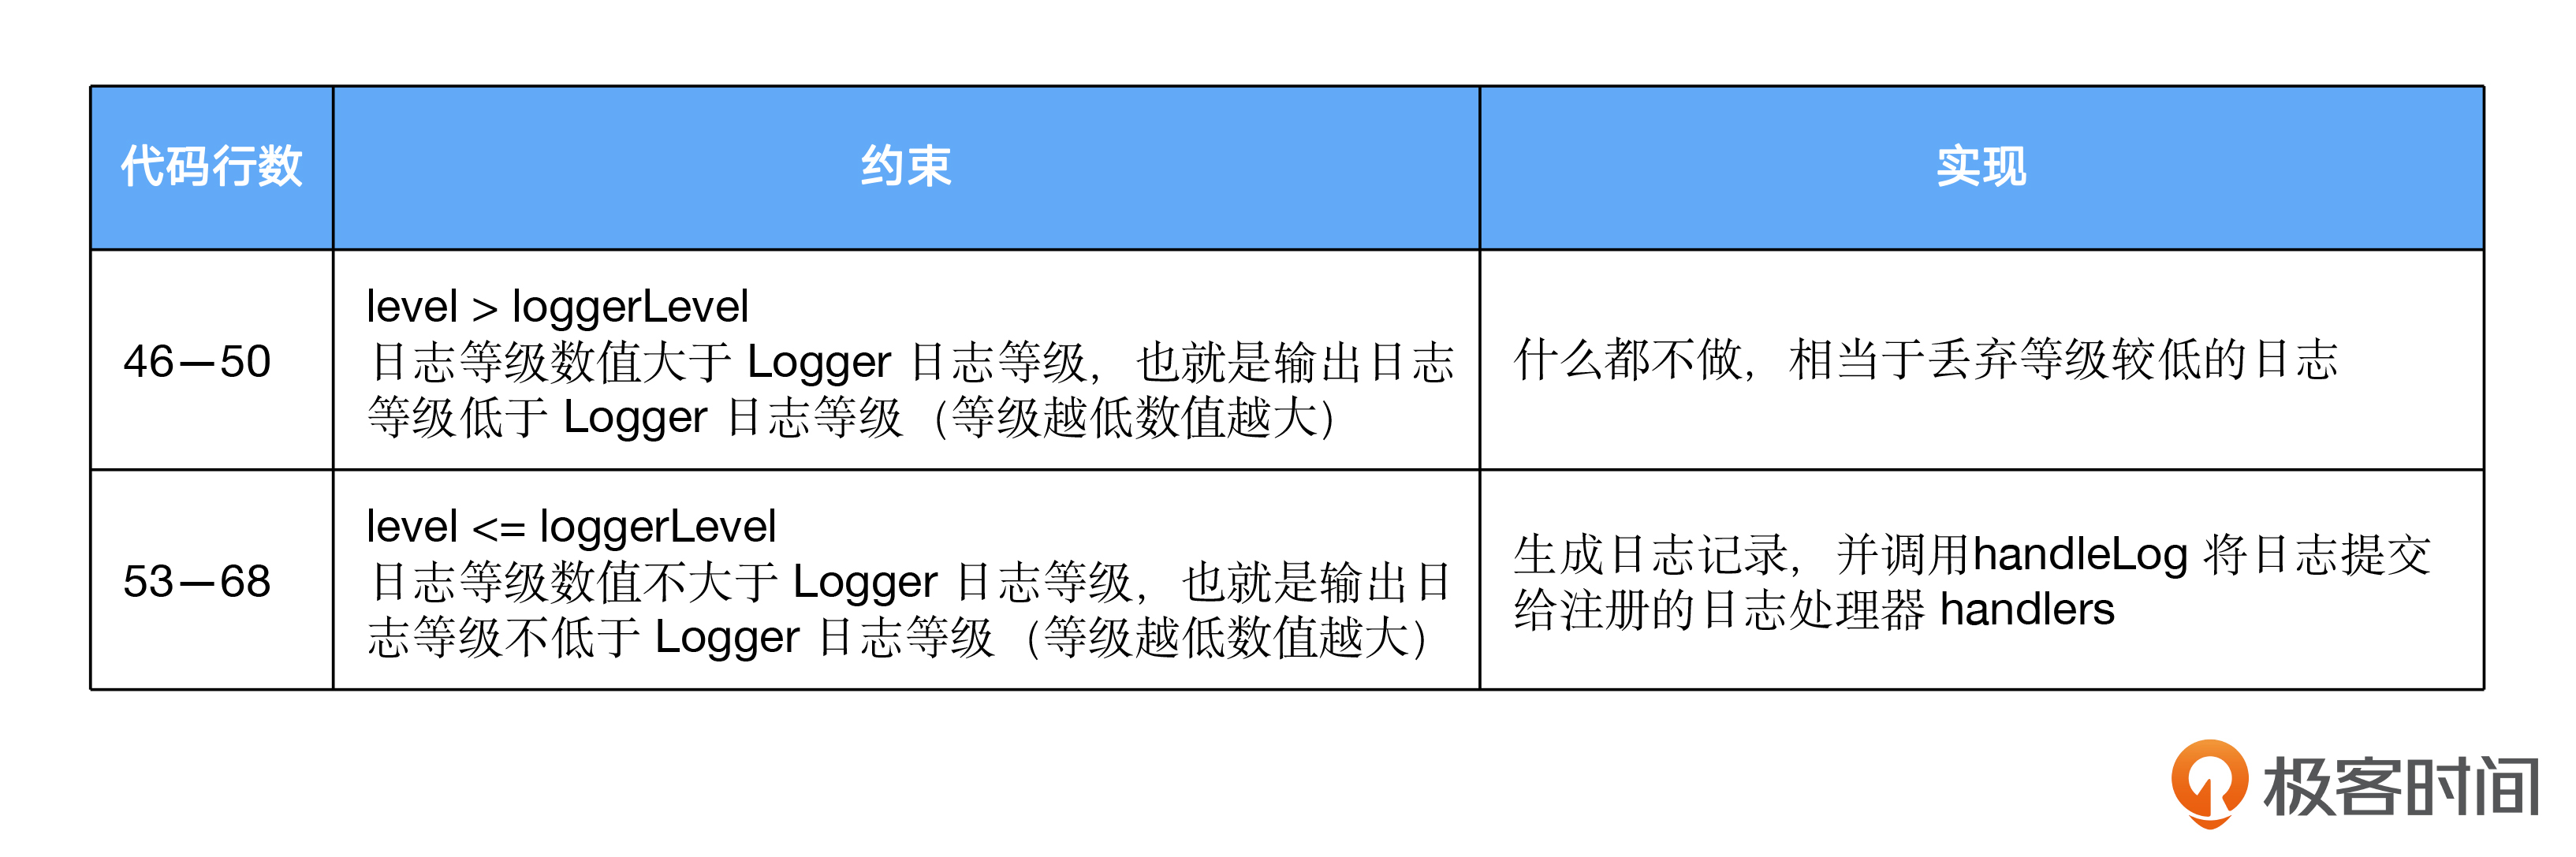 代码行数
约束
实现
46—50
level > loggerLevel
日志等级数值大于 Logger 日志等级，也就是输出日志
等级低于 Logger 日志等级（等级越低数值越大）
什么都不做，相当于丢弃等级较低的日志
53—68
level <= loggerLevel
日志等级数值不大于 Logger 日志等级，也就是输出日
志等级不低于 Logger 日志等级（等级越低数值越大）
生成日志记录，并调用handleLog 将日志提交
给注册的日志处理器 handlers
极客时间